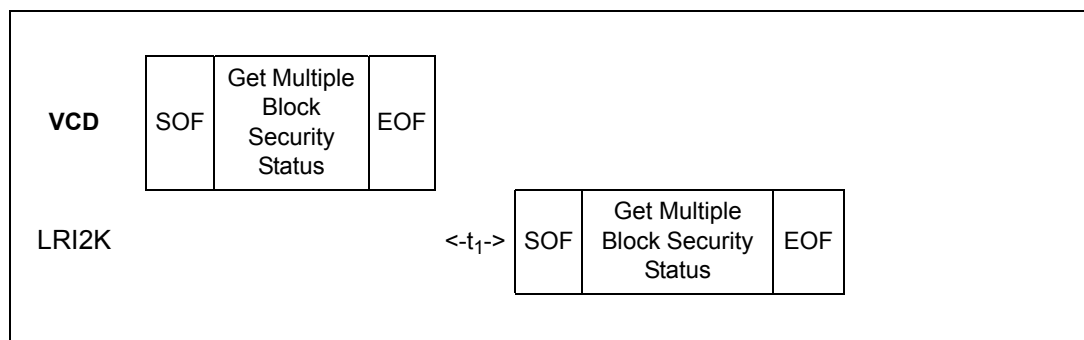 VCD
SOF
Get Multiple
Block
Security
Status
EOF
LRI2K
<-t₁->
SOF
Get Multiple
Block Security
Status
EOF